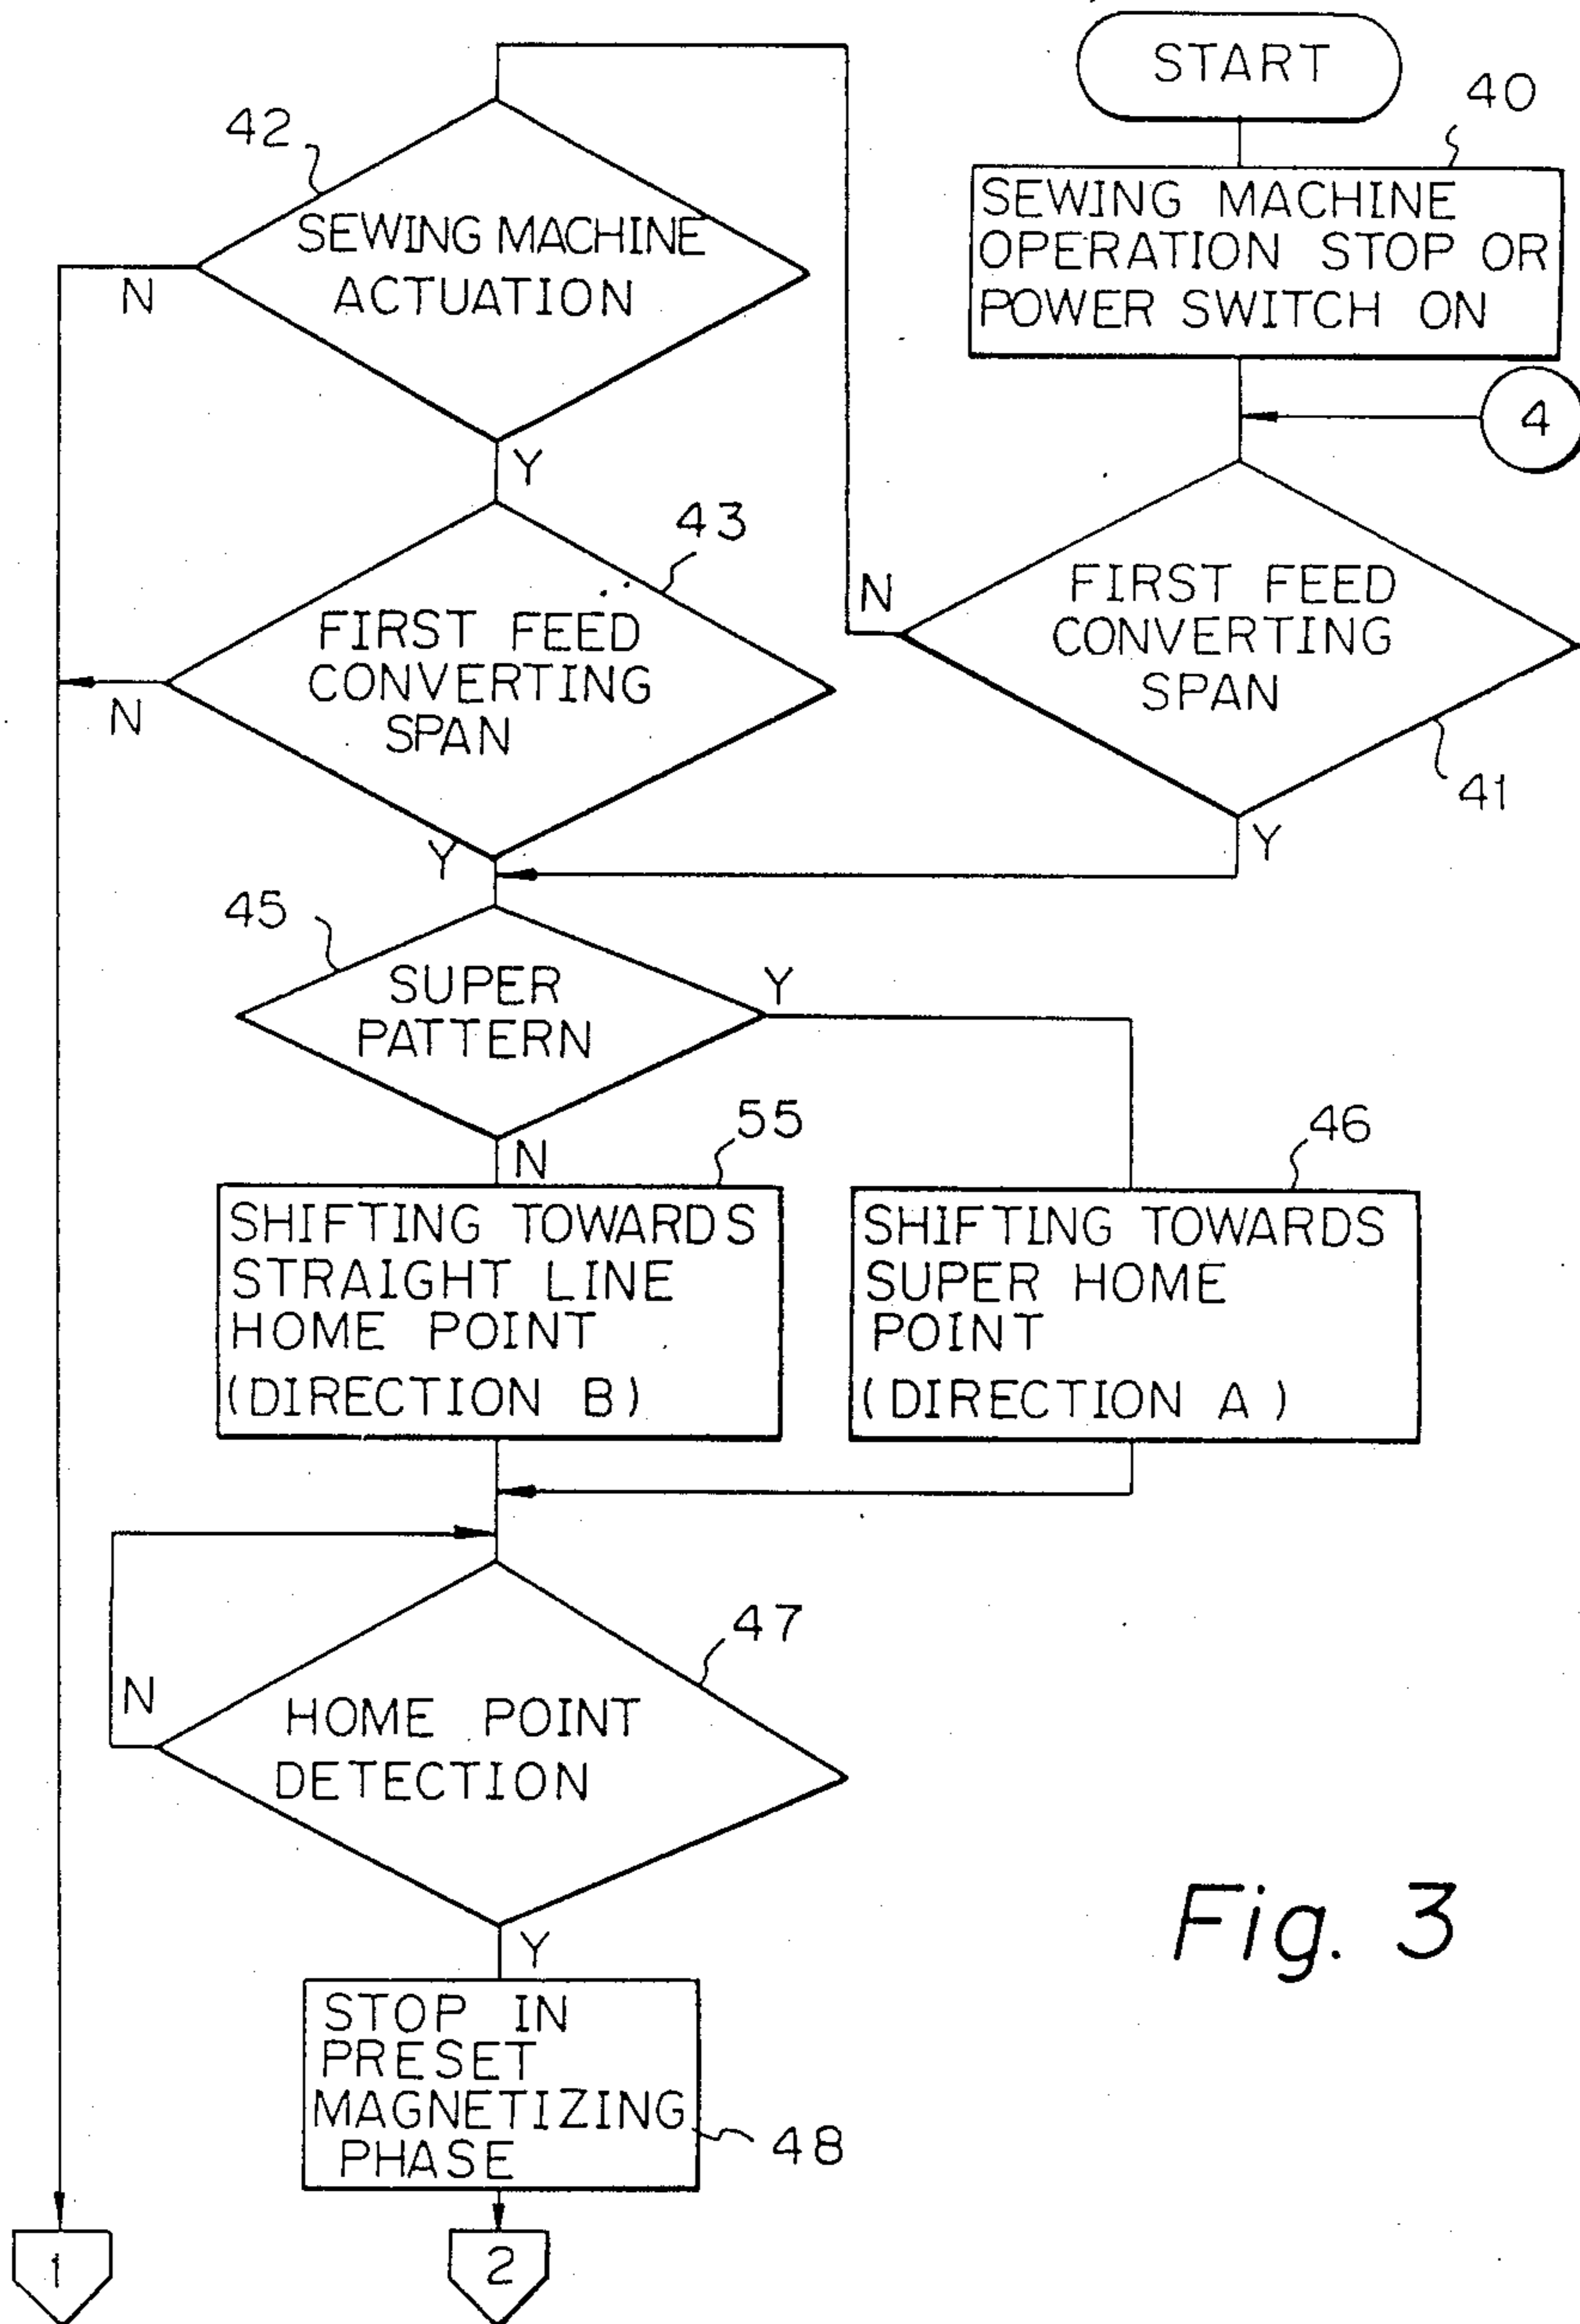 START
40
SEWING MACHINE
OPERATION STOP OR
POWER SWITCH ON
4
FIRST FEED
CONVERTING
SPAN
41
N
Y
42
SEWING MACHINE
ACTUATION
N
Y
43
FIRST FEED
CONVERTING
SPAN
N
Y
45
SUPER
PATTERN
Y
N
55
SHIFTING TOWARDS
STRAIGHT LINE
HOME POINT
(DIRECTION B)
46
SHIFTING TOWARDS
SUPER HOME
POINT
(DIRECTION A)
47
HOME POINT
DETECTION
N
Y
STOP IN
PRESET
MAGNETIZING
PHASE
48
1
2
Fig. 3